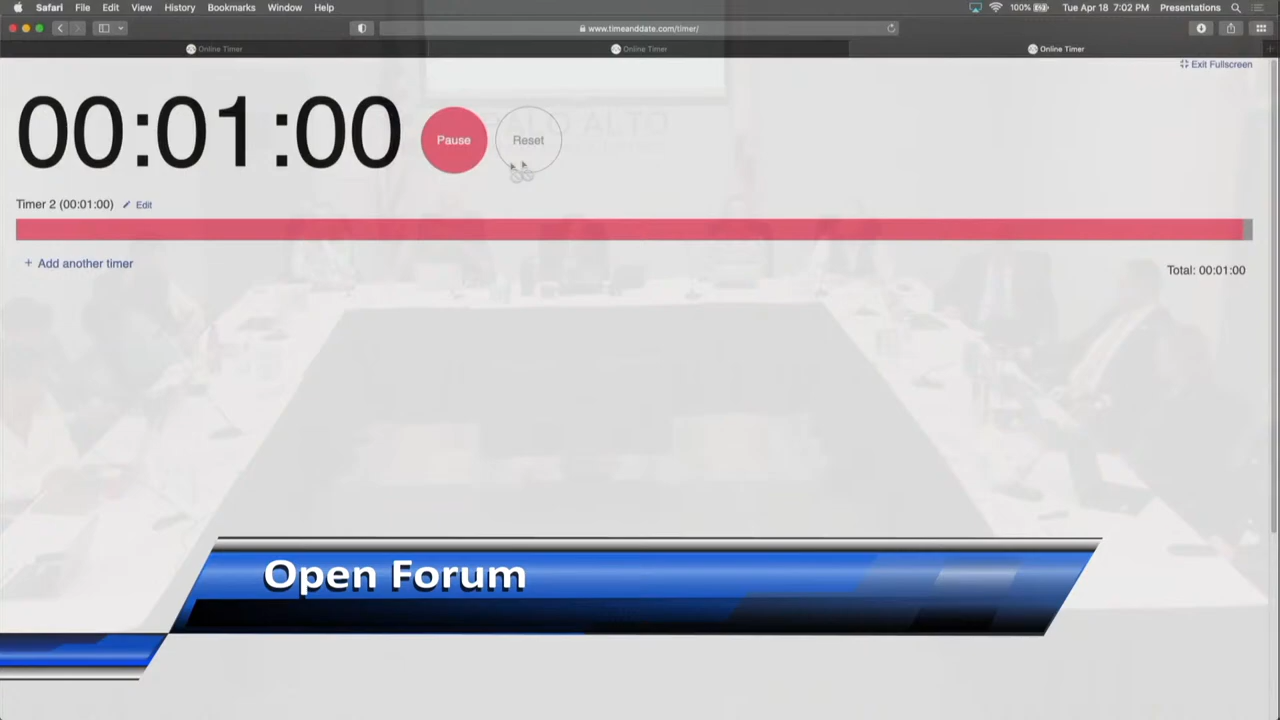 Safari File Edit View History Bookmarks Window Help 100% Tue Apr 18 7:02 PM Presentations
www.timeanddate.com/timer/
Online Timer Online Timer Online Timer
Exit Fullscreen
00:01:00 Pause Reset
PALO ALTO
Timer 2 (00:01:00) Edit
+ Add another timer
Total: 00:01:00
Open Forum